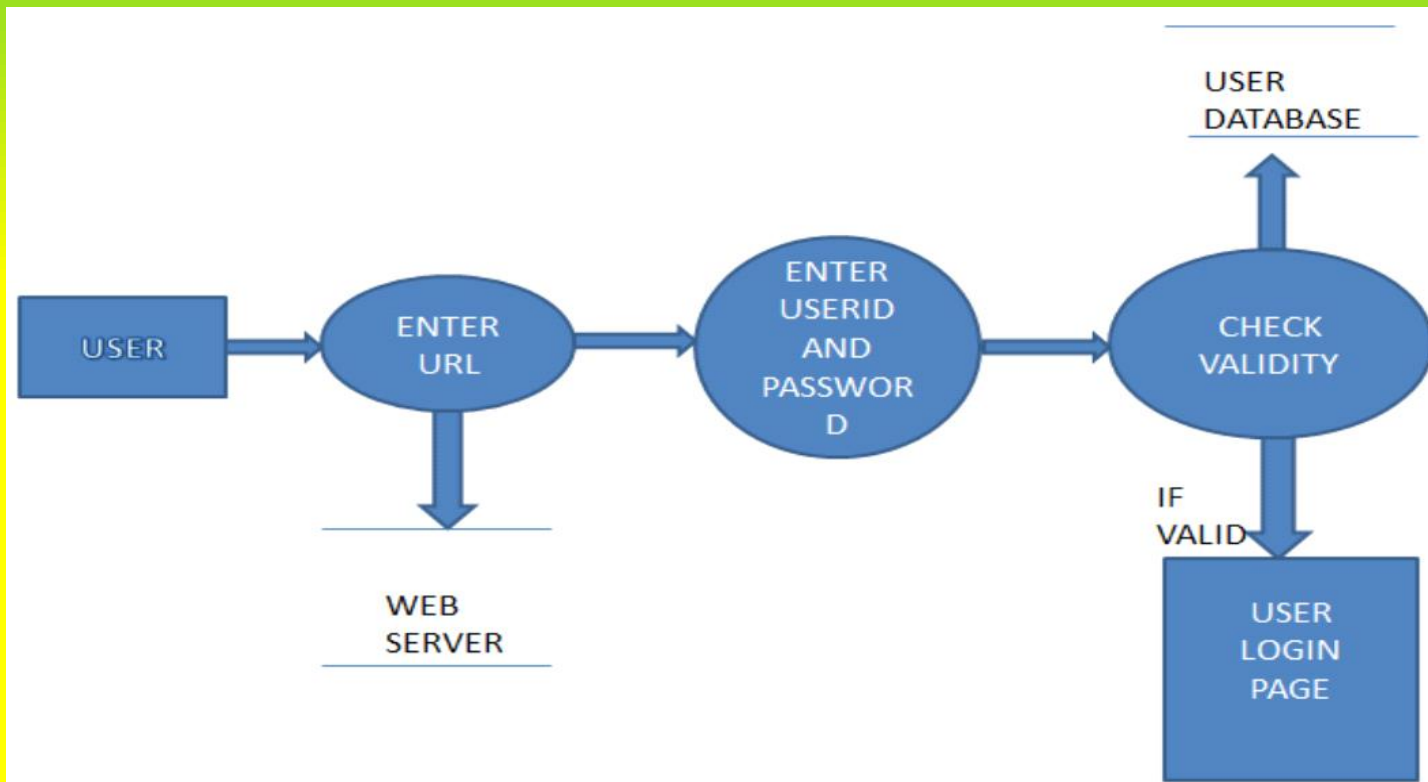 USER
DATABASE
USER
ENTER
URL
ENTER
USERID
AND
PASSWOR
D
CHECK
VALIDITY
IF
VALID
WEB
SERVER
USER
LOGIN
PAGE